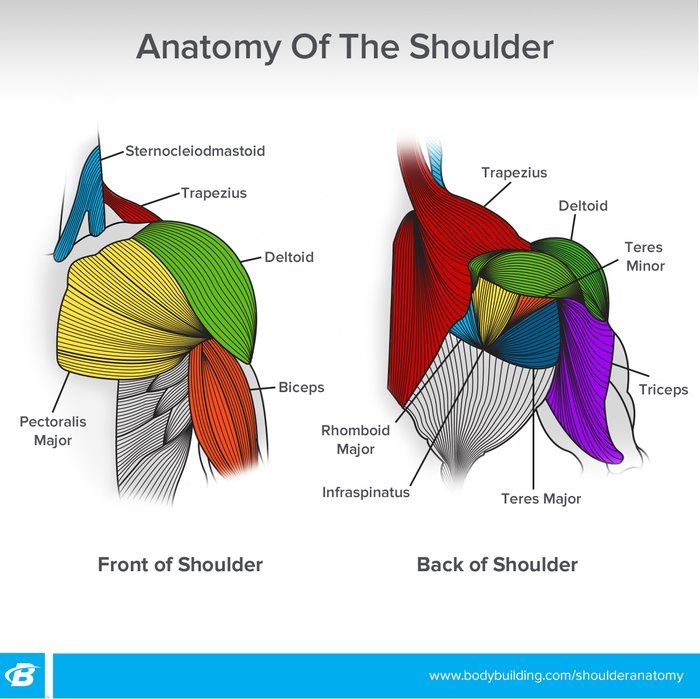 Anatomy Of The Shoulder
Sternocleiodmastoid
Trapezius
Deltoid
Biceps
Pectoralis
Major
Front of Shoulder
Trapezius
Deltoid
Teres
Minor
Triceps
Rhomboid
Major
Infraspinatus
Teres Major
Back of Shoulder
B
www.bodybuilding.com/shoulderanatomy